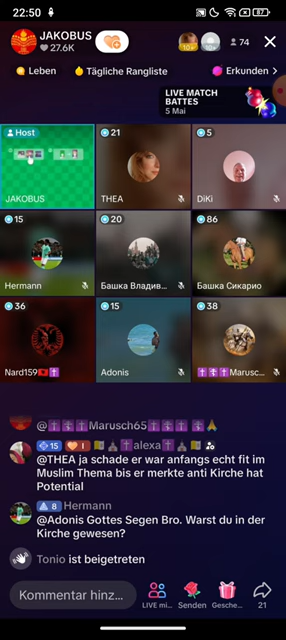 22:50
87
JAKOBUS
27.6K
10+
74
Leben
Tägliche Rangliste
Erkunden >
LIVE MATCH
BATTES
5 Mai
Host
21
5
JAKOBUS
THEA
DiKi
15
20
86
Hermann
Башка Владив...
Башка Сикарио
36
15
38
Nard159🇦🇱✝️
Adonis
✝️✝️✝️Marusc...
@✝️✝️✝️Marusch65✝️✝️✝️🙏
15 1 alexa
@THEA ja schade er war anfangs echt fit im
Muslim Thema bis er merkte anti Kirche hat
Potential
8 Hermann
@Adonis Gottes Segen Bro. Warst du in der
Kirche gewesen?
Tonio ist beigetreten
Kommentar hinz...
LIVE mi...
Senden
Gesche...
21